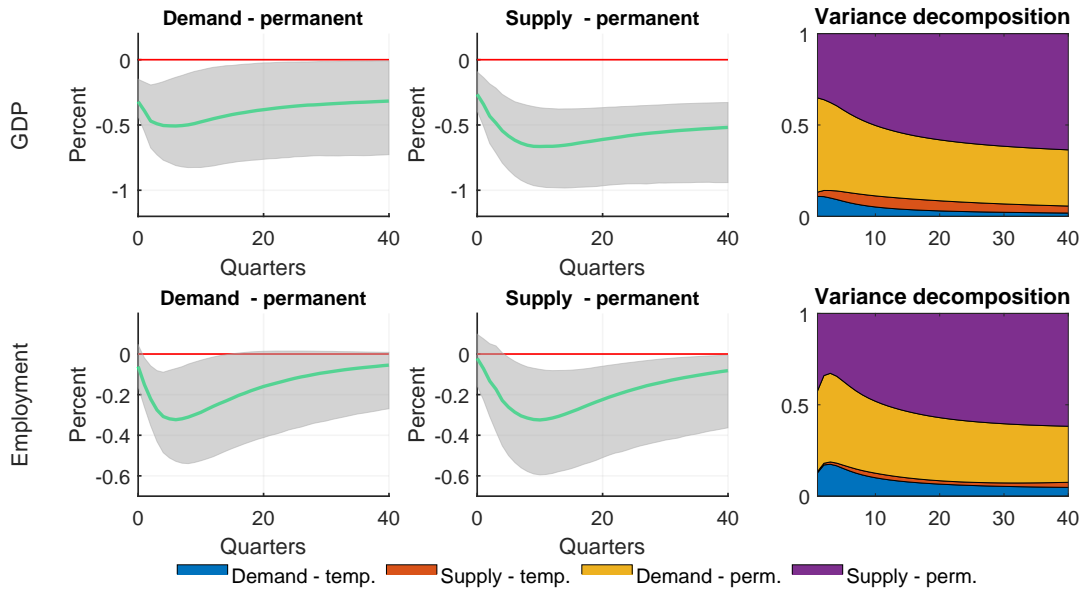 Demand - permanent
Supply - permanent
Variance decomposition
GDP
Percent
0
-0.5
-1
0
20
40
Quarters
Percent
0
-0.5
-1
0
20
40
Quarters
1
0.5
0
10
20
30
40
Demand - permanent
Supply - permanent
Variance decomposition
Employment
Percent
0
-0.2
-0.4
-0.6
0
20
40
Quarters
Percent
0
-0.2
-0.4
-0.6
0
20
40
Quarters
1
0.5
0
10
20
30
40
Demand - temp.
Supply - temp.
Demand - perm.
Supply - perm.